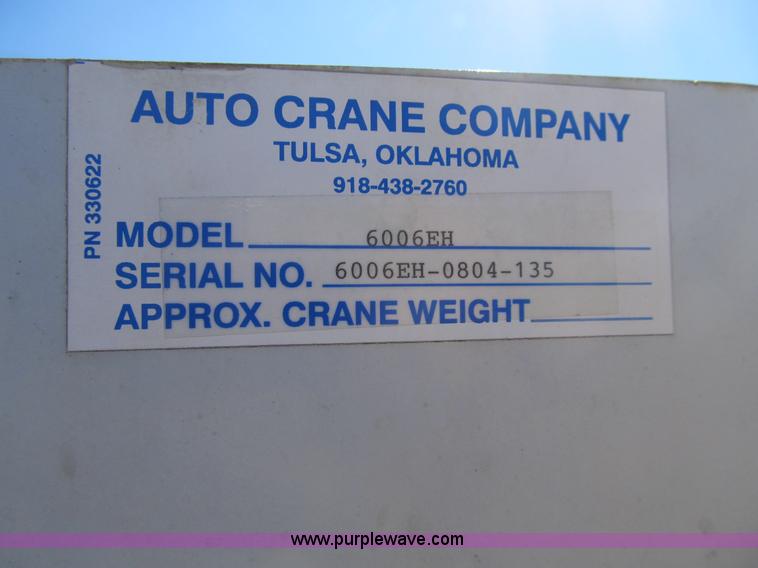 AUTO CRANE COMPANY
TULSA, OKLAHOMA
918-438-2760
PN 330622
MODEL 6006EH
SERIAL NO. 6006EH-0804-135
APPROX. CRANE WEIGHT
www.purplewave.com